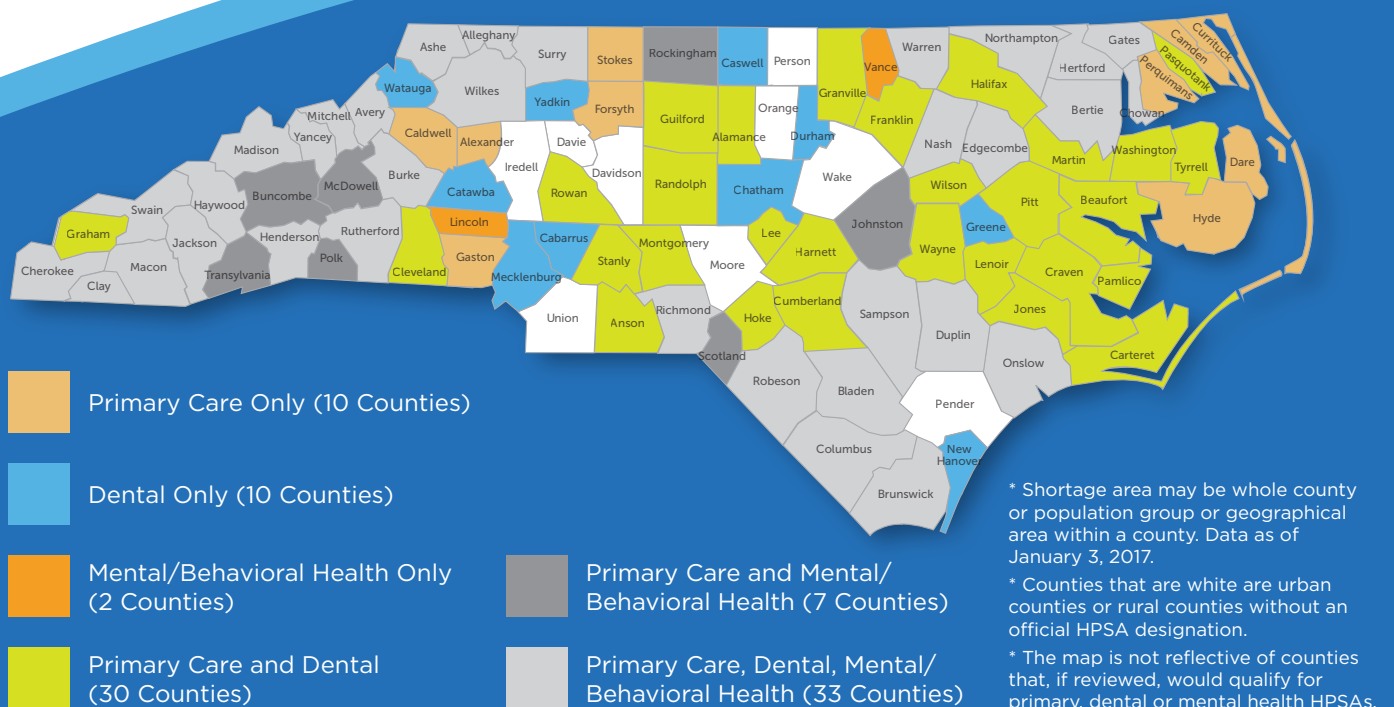 Alleghany
Ashe
Surry
Stokes
Rockingham
Caswell
Person
Granville
Vance
Warren
Northampton
Gates
Currituck
Camden
Pasquotank
Perquimans
Chowan
Hertford
Halifax
Bertie
Watauga
Wilkes
Yadkin
Forsyth
Guilford
Alamance
Orange
Durham
Franklin
Nash
Edgecombe
Martin
Washington
Tyrrell
Dare
Mitchell
Avery
Yancey
Madison
Caldwell
Alexander
Iredell
Davie
Davidson
Randolph
Chatham
Wake
Wilson
Pitt
Beaufort
Hyde
Burke
McDowell
Buncombe
Haywood
Swain
Graham
Cherokee
Clay
Macon
Jackson
Transylvania
Henderson
Polk
Rutherford
Cleveland
Catawba
Lincoln
Gaston
Rowan
Cabarrus
Mecklenburg
Stanly
Montgomery
Moore
Lee
Harnett
Johnston
Wayne
Greene
Lenoir
Craven
Pamlico
Jones
Carteret
Union
Anson
Richmond
Scotland
Hoke
Cumberland
Sampson
Duplin
Onslow
Robeson
Bladen
Pender
Columbus
New
Hanover
Brunswick
Primary Care Only (10 Counties)
Dental Only (10 Counties)
Mental/Behavioral Health Only
(2 Counties)
Primary Care and Dental
(30 Counties)
Primary Care and Mental/
Behavioral Health (7 Counties)
Primary Care, Dental, Mental/
Behavioral Health (33 Counties)
* Shortage area may be whole county
or population group or geographical
area within a county. Data as of
January 3, 2017.
* Counties that are white are urban
counties or rural counties without an
official HPSA designation.
* The map is not reflective of counties
that, if reviewed, would qualify for
primary, dental or mental health HPSAs.